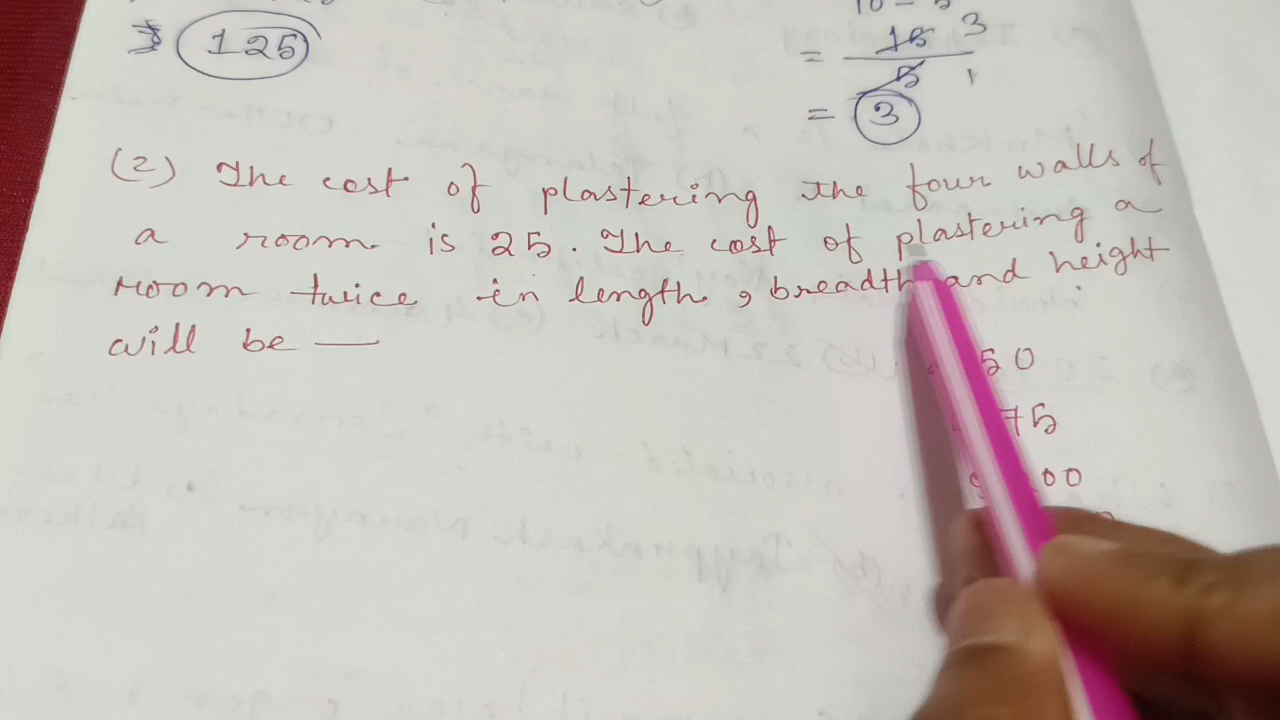 125
= 15 3
5 1
= 3
(2) The cost of plastering the four walls of
a room is 25. The cost of plastering a
room twice in length, breadth and height
will be —
50
75
00